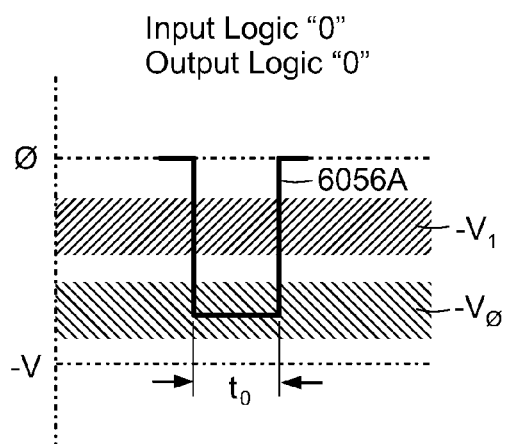 Input Logic “0”
Output Logic “0”
Ø
6056A
-V₁
-VØ
-V
t₀